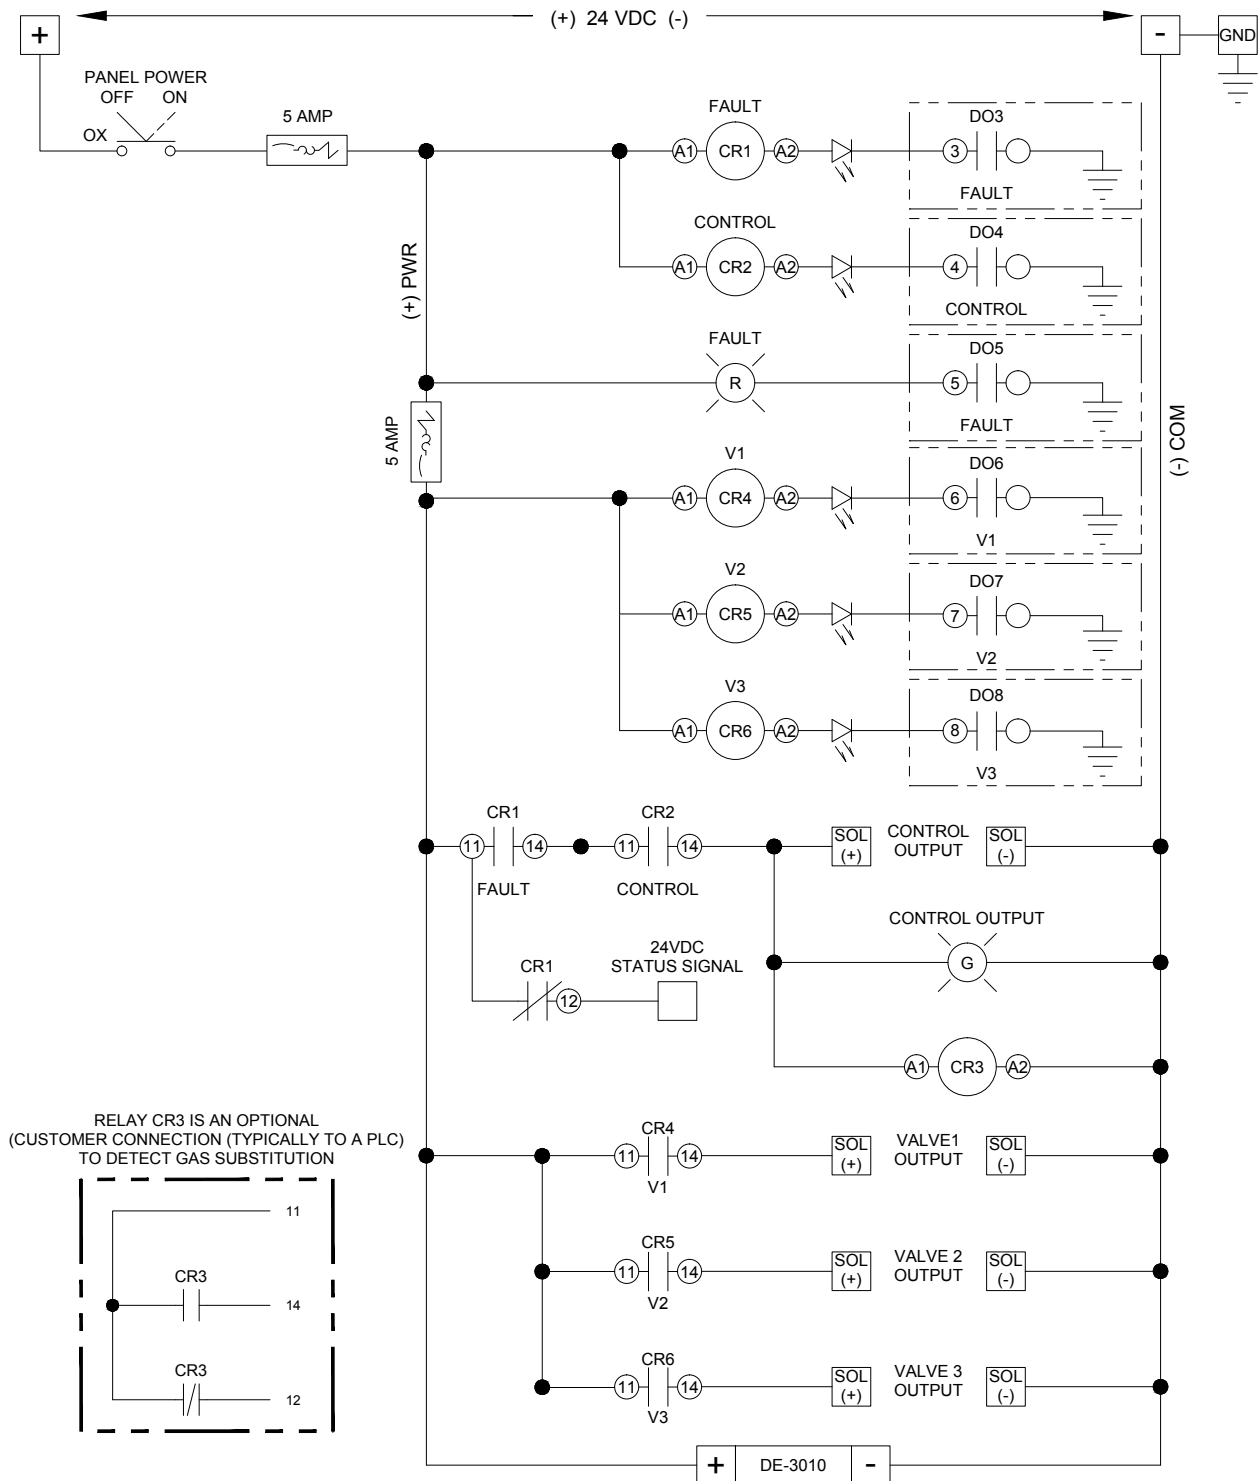 (+) 24 VDC (-)
+
-
GND
PANEL POWER
OFF ON
OX
5 AMP
FAULT
A1 CR1 A2
DO3
3
FAULT
CONTROL
A1 CR2 A2
DO4
4
CONTROL
(+) PWR
FAULT
R
DO5
5
FAULT
(-) COM
5 AMP
V1
A1 CR4 A2
DO6
6
V1
V2
A1 CR5 A2
DO7
7
V2
V3
A1 CR6 A2
DO8
8
V3
CR1
11 14
FAULT
CR2
11 14
CONTROL
SOL
(+)
CONTROL
OUTPUT
SOL
(-)
CONTROL OUTPUT
G
CR1
12
24VDC
STATUS SIGNAL
A1 CR3 A2
RELAY CR3 IS AN OPTIONAL
(CUSTOMER CONNECTION (TYPICALLY TO A PLC)
TO DETECT GAS SUBSTITUTION
11
CR3
14
CR3
12
CR4
11 14
V1
SOL
(+)
VALVE1
OUTPUT
SOL
(-)
CR5
11 14
V2
SOL
(+)
VALVE 2
OUTPUT
SOL
(-)
CR6
11 14
V3
SOL
(+)
VALVE 3
OUTPUT
SOL
(-)
+ DE-3010 -